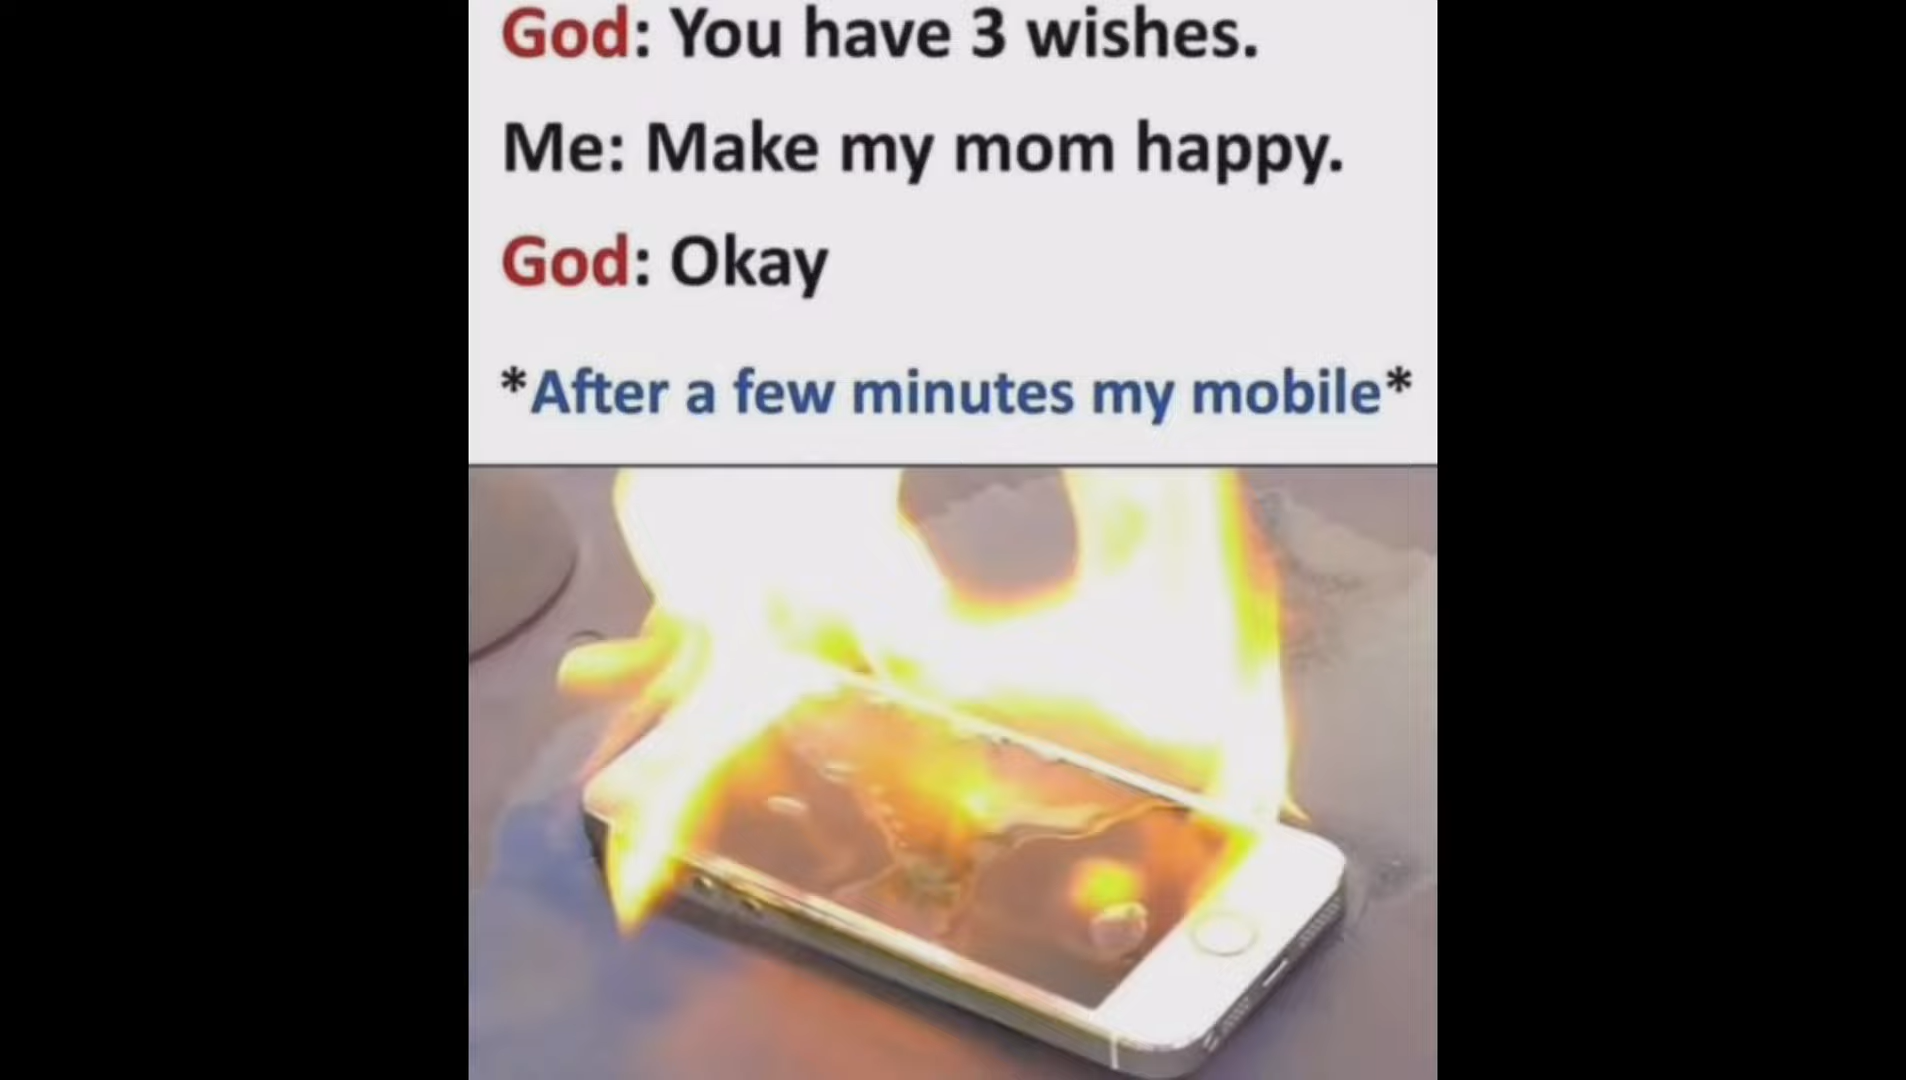 God: You have 3 wishes.
Me: Make my mom happy.
God: Okay
*After a few minutes my mobile*